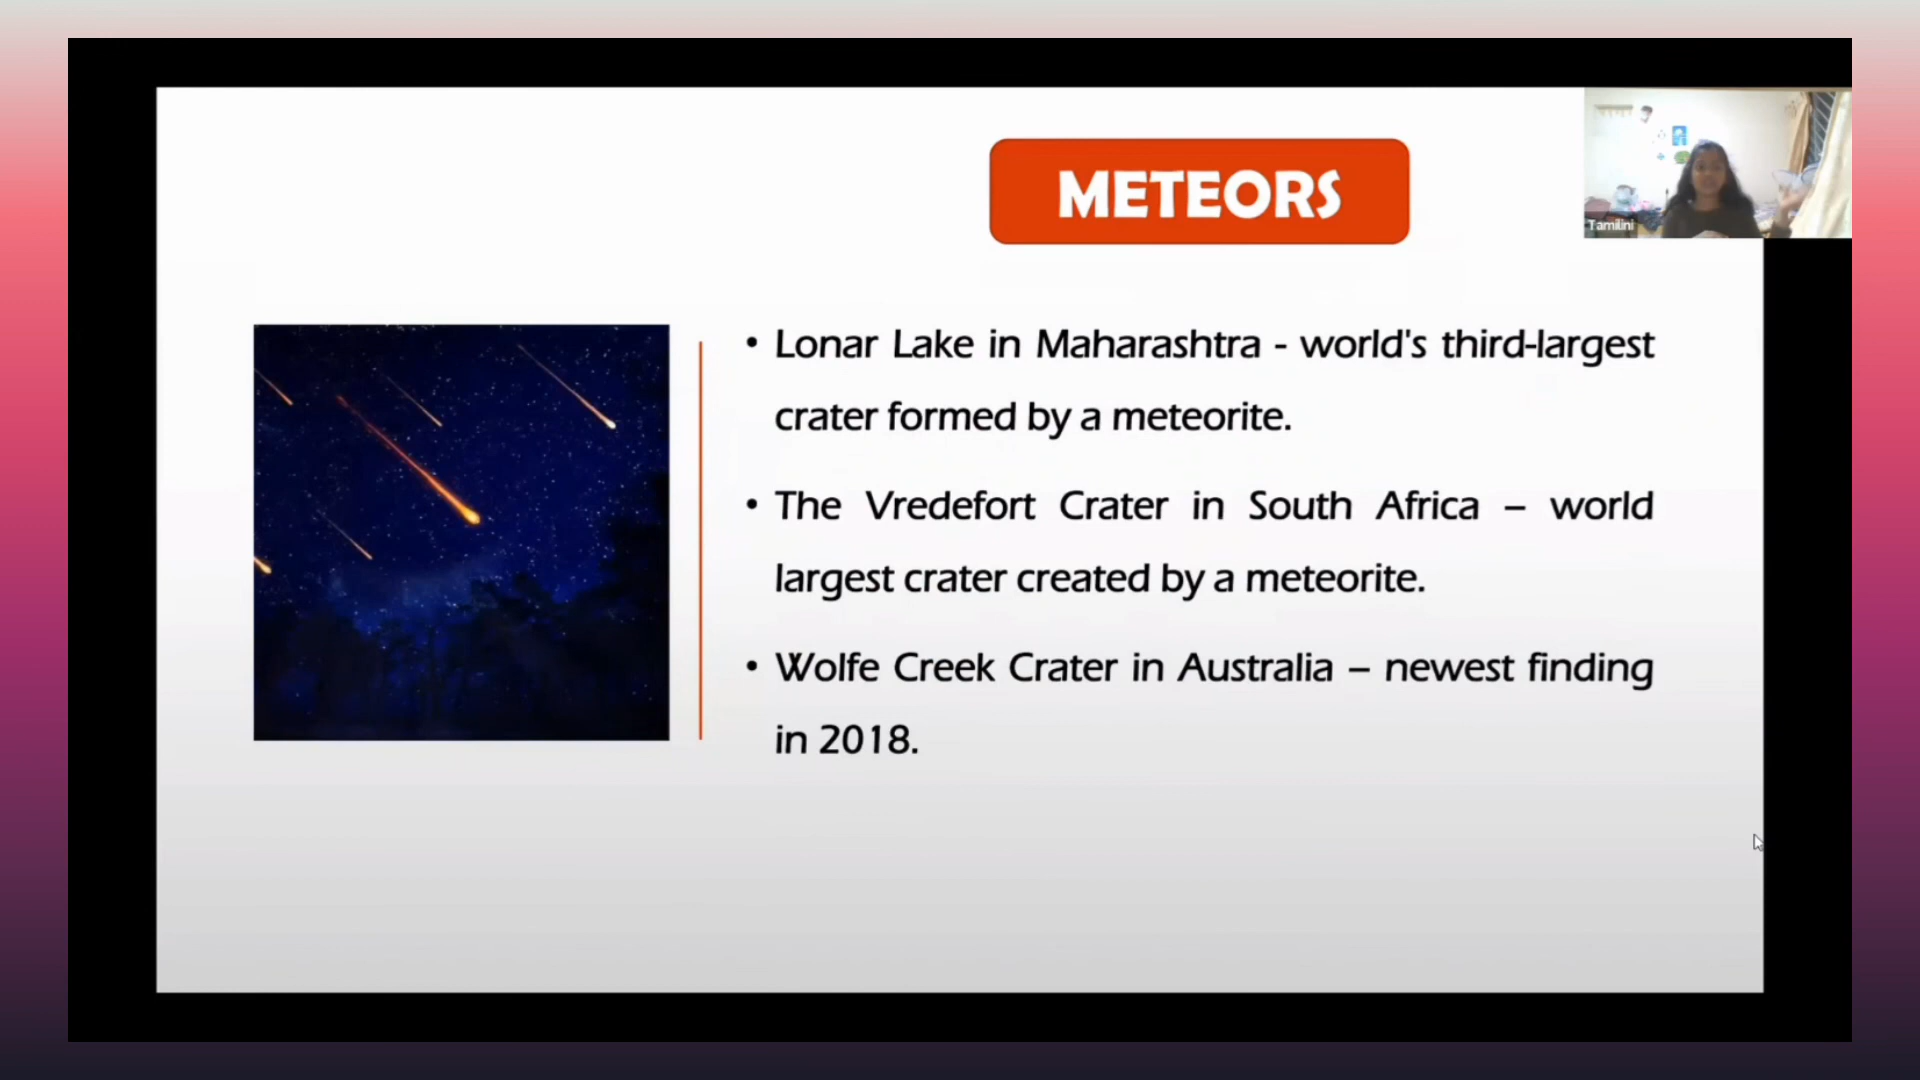 METEORS
Tamilini
• Lonar Lake in Maharashtra - world's third-largest
crater formed by a meteorite.
• The Vredefort Crater in South Africa – world
largest crater created by a meteorite.
• Wolfe Creek Crater in Australia – newest finding
in 2018.